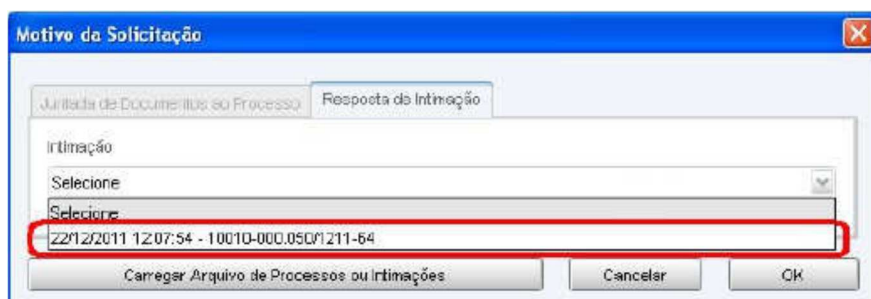 Motivo da Solicitação
Juntada de Documentos ao Processo
Resposta de Intimação
Intimação
Selecione
Selecione
22/12/2011 12:07:54 - 10010-000.050/1211-64
Carregar Arquivo de Processos ou Intimações
Cancelar
OK